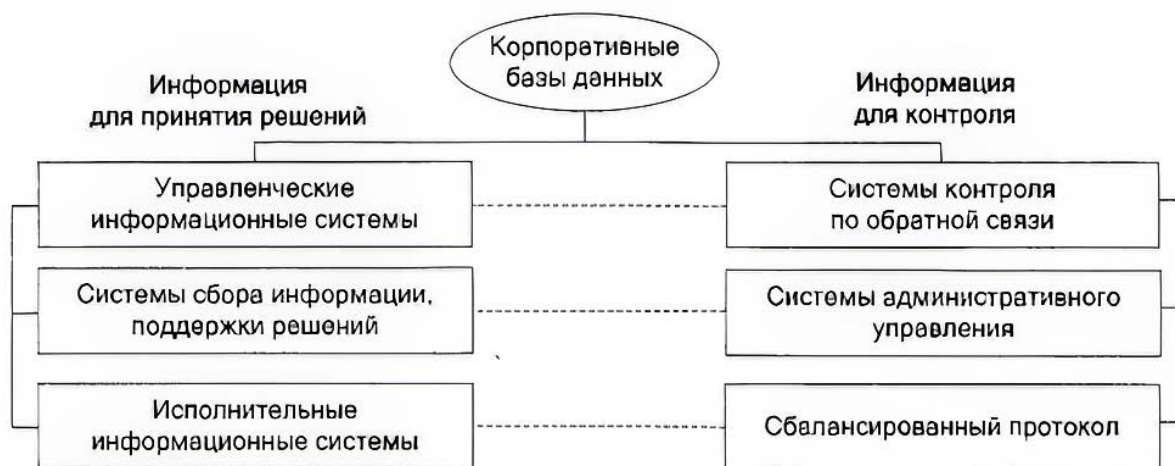 Корпоративные
базы данных
Информация
для принятия решений
Информация
для контроля
Управленческие
информационные системы
Системы контроля
по обратной связи
Системы сбора информации,
поддержки решений
Системы административного
управления
Исполнительные
информационные системы
Сбалансированный протокол